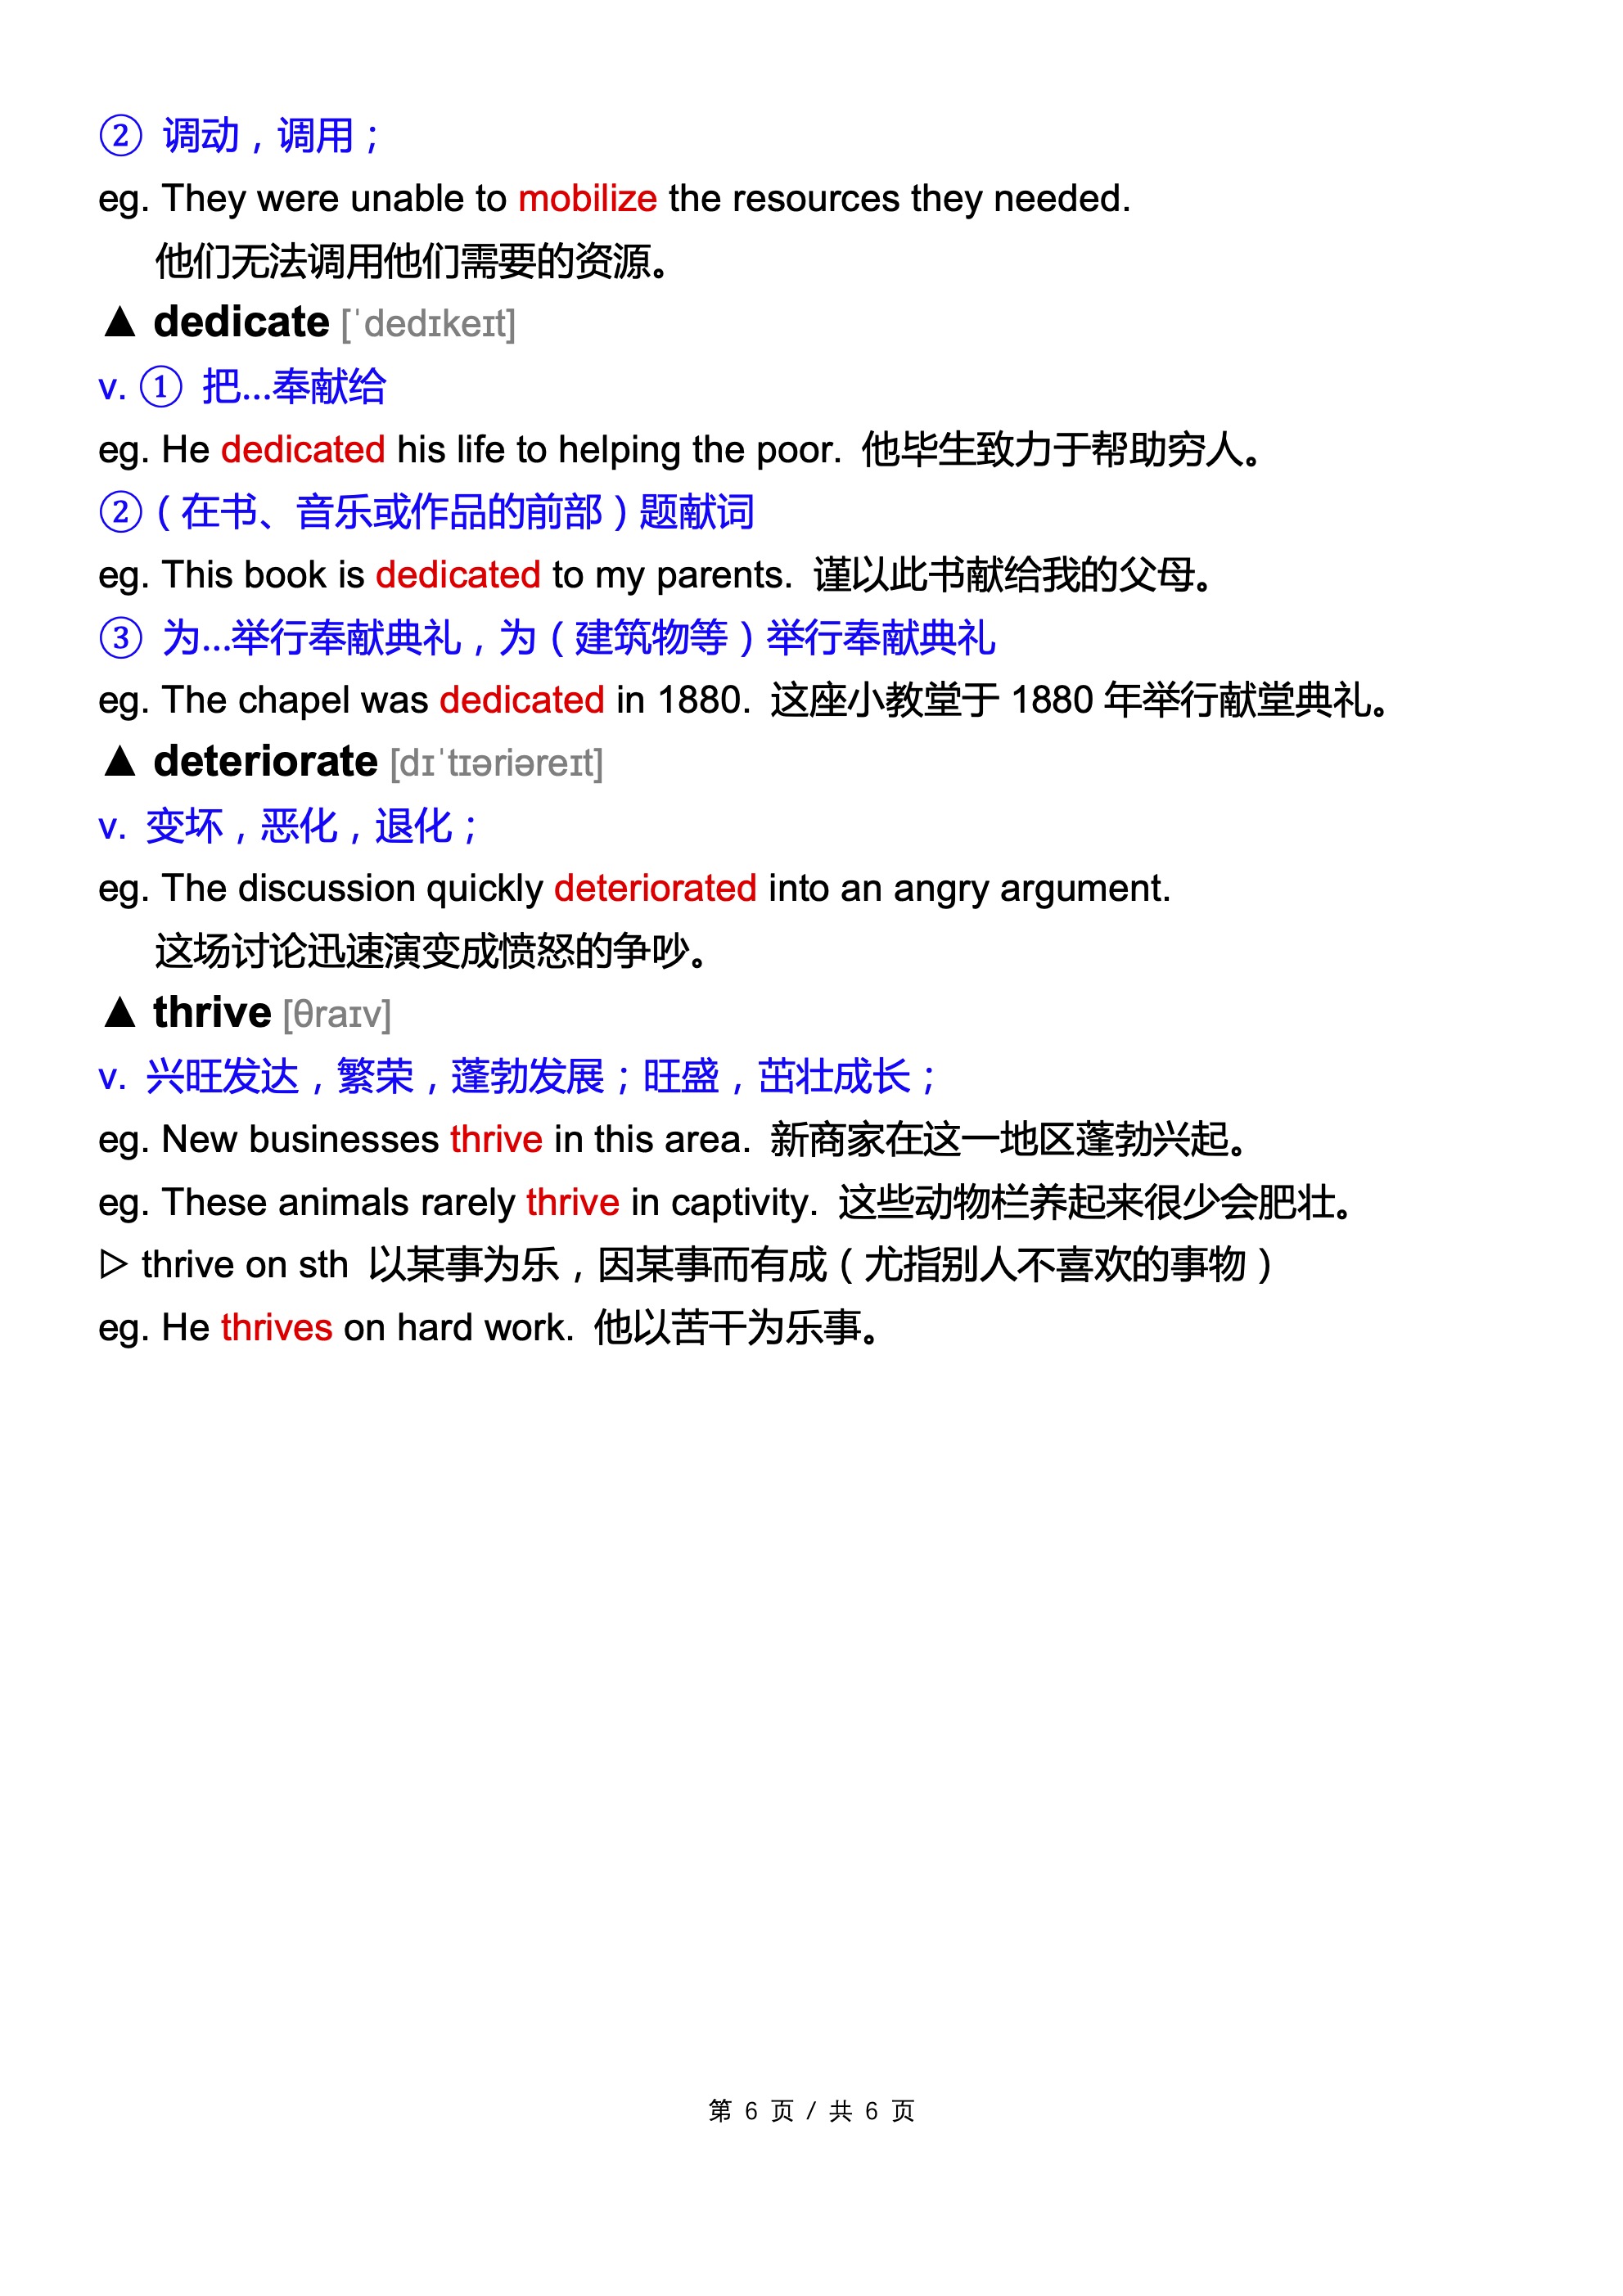 ② 调动，调用；
eg. They were unable to mobilize the resources they needed.
他们无法调用他们需要的资源。
▲ dedicate [ˈdedɪkeɪt]
v. ① 把...奉献给
eg. He dedicated his life to helping the poor. 他毕生致力于帮助穷人。
②（在书、音乐或作品的前部）题献词
eg. This book is dedicated to my parents. 谨以此书献给我的父母。
③ 为...举行奉献典礼，为（建筑物等）举行奉献典礼
eg. The chapel was dedicated in 1880. 这座小教堂于 1880 年举行献堂典礼。
▲ deteriorate [dɪˈtɪəriəreɪt]
v. 变坏，恶化，退化；
eg. The discussion quickly deteriorated into an angry argument.
这场讨论迅速演变成愤怒的争吵。
▲ thrive [θraɪv]
v. 兴旺发达，繁荣，蓬勃发展；旺盛，茁壮成长；
eg. New businesses thrive in this area. 新商家在这一地区蓬勃兴起。
eg. These animals rarely thrive in captivity. 这些动物栏养起来很少会肥壮。
▷ thrive on sth 以某事为乐，因某事而有成（尤指别人不喜欢的事物）
eg. He thrives on hard work. 他以苦干为乐事。
第 6 页 / 共 6 页